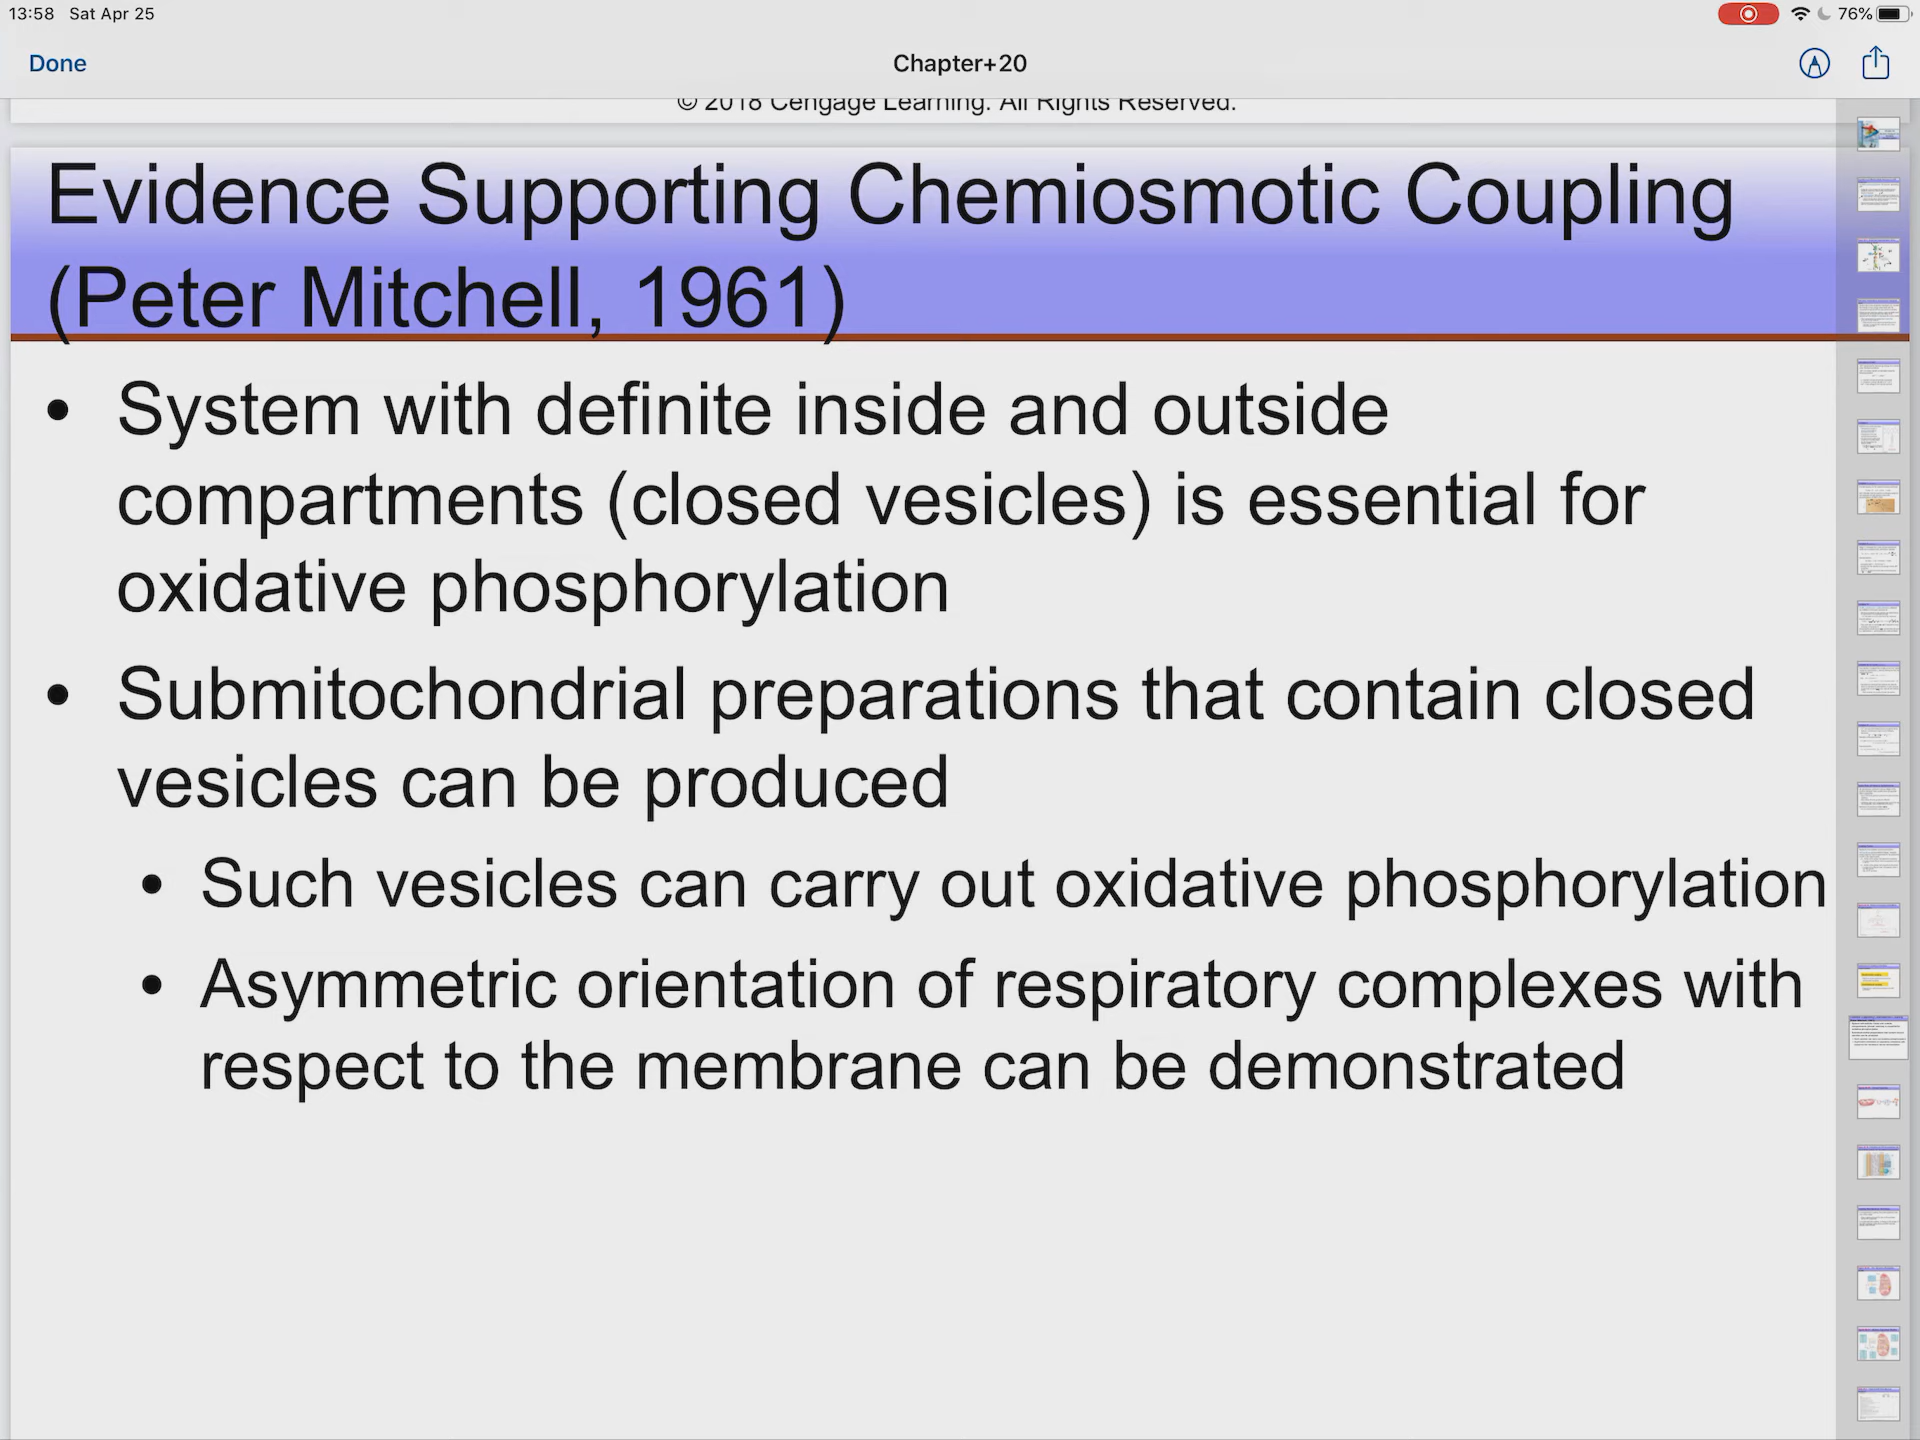 13:58 Sat Apr 25
76%
Done
Chapter+20
© 2018 Cengage Learning. All Rights Reserved.
Evidence Supporting Chemiosmotic Coupling
(Peter Mitchell, 1961)
• System with definite inside and outside
compartments (closed vesicles) is essential for
oxidative phosphorylation
• Submitochondrial preparations that contain closed
vesicles can be produced
• Such vesicles can carry out oxidative phosphorylation
• Asymmetric orientation of respiratory complexes with
respect to the membrane can be demonstrated